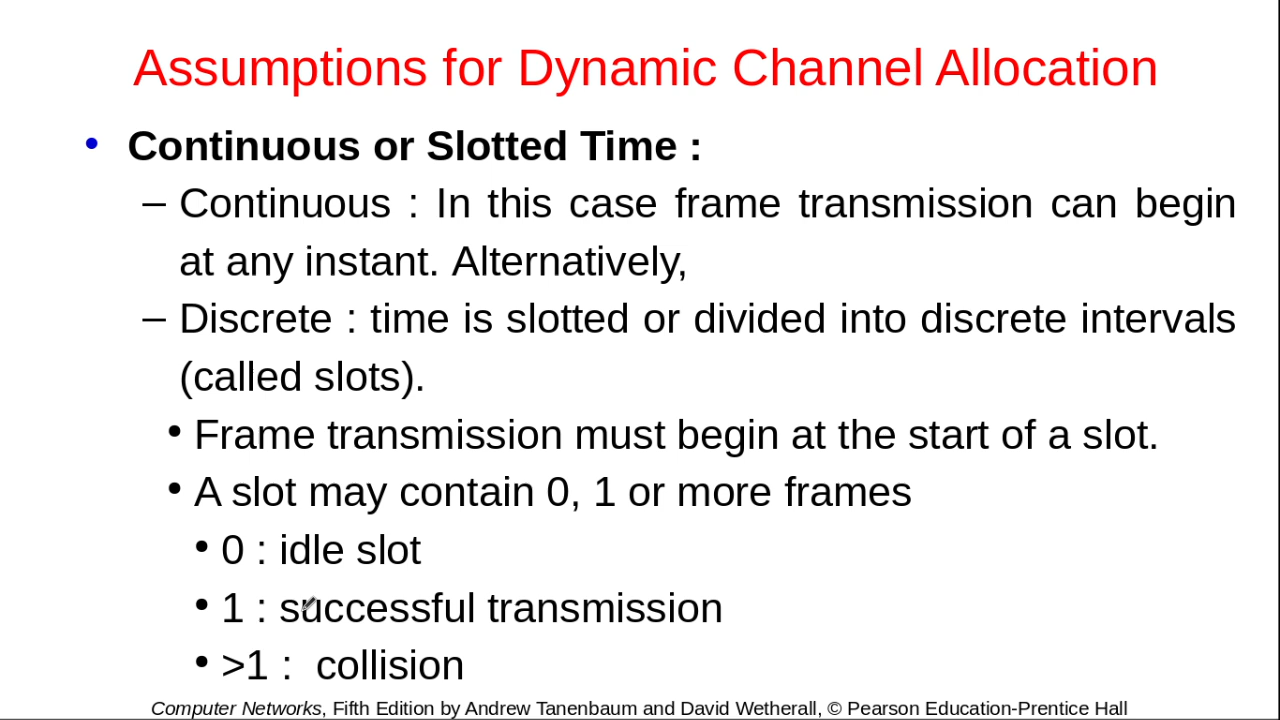 Assumptions for Dynamic Channel Allocation
• Continuous or Slotted Time :
– Continuous : In this case frame transmission can begin
at any instant. Alternatively,
– Discrete : time is slotted or divided into discrete intervals
(called slots).
• Frame transmission must begin at the start of a slot.
• A slot may contain 0, 1 or more frames
• 0 : idle slot
• 1 : successful transmission
• >1 :  collision
Computer Networks, Fifth Edition by Andrew Tanenbaum and David Wetherall, © Pearson Education-Prentice Hall